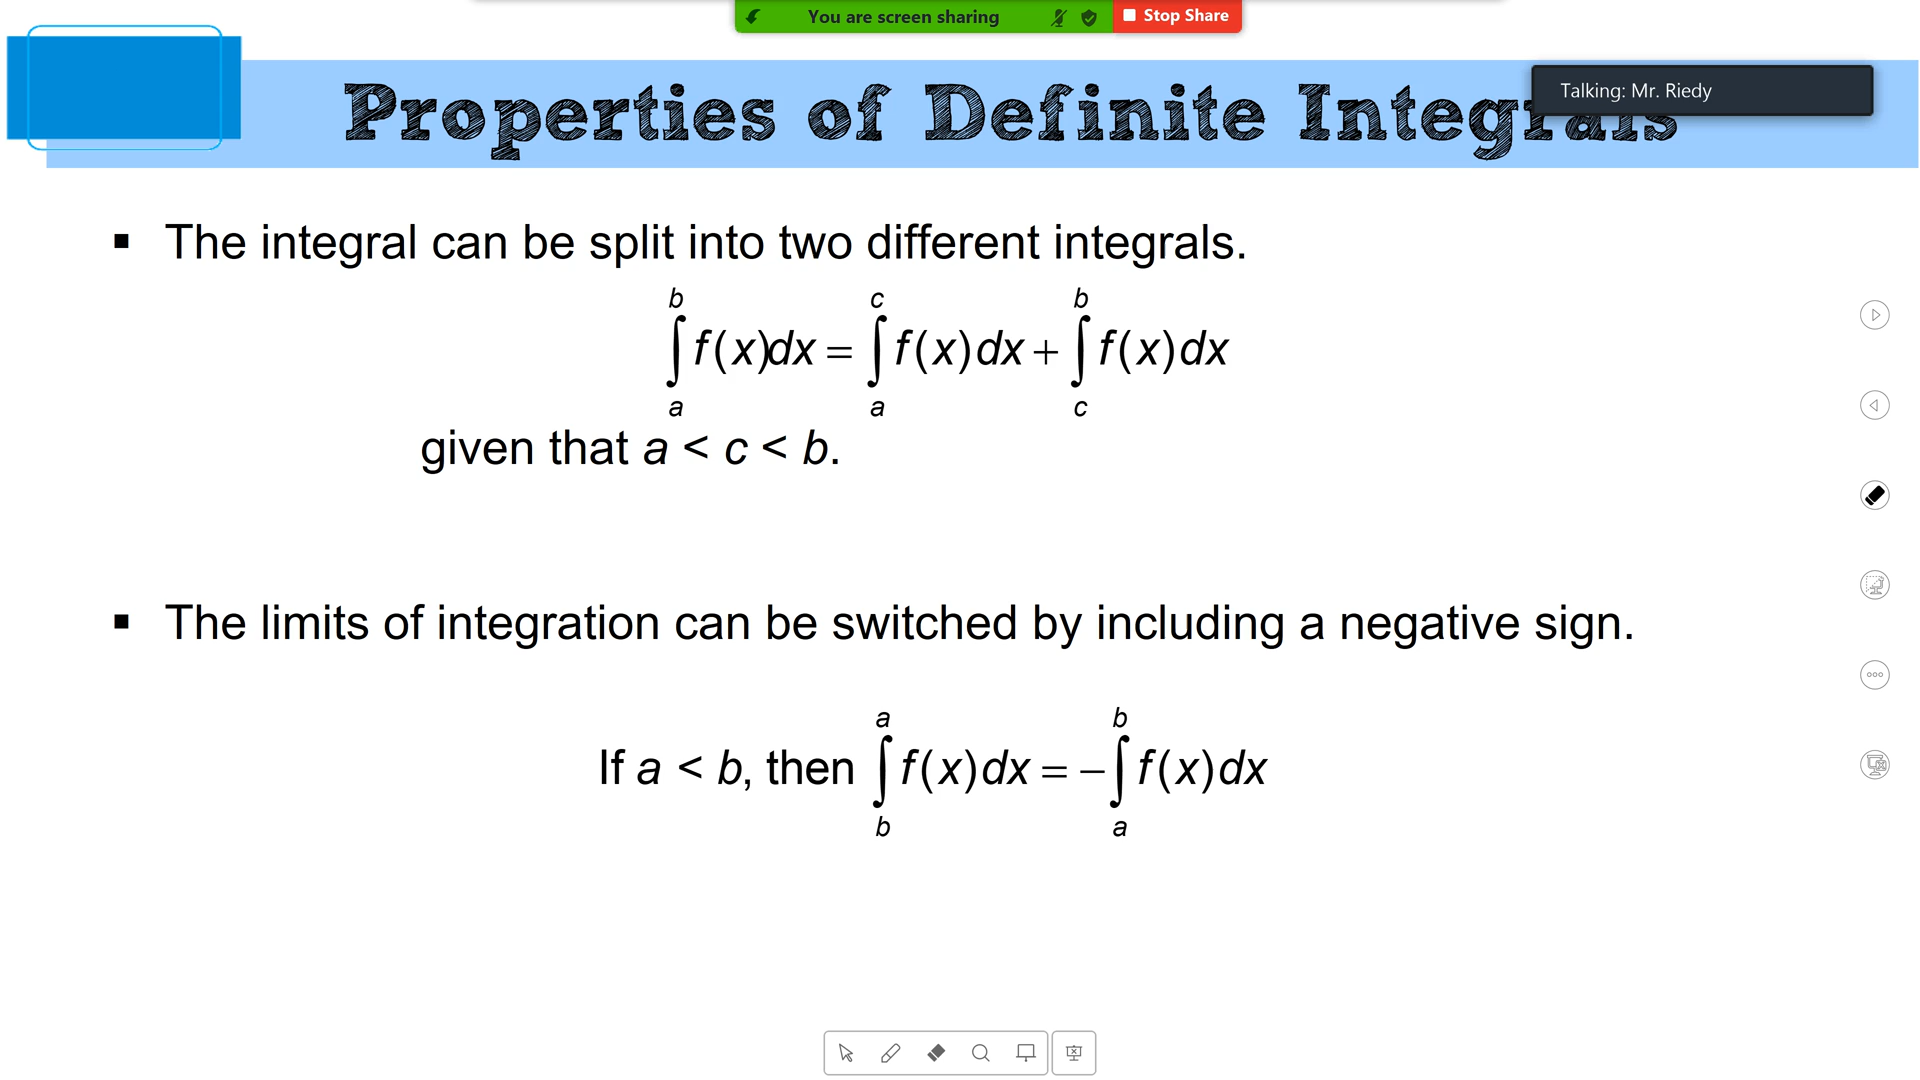 You are screen sharing
Stop Share
Talking: Mr. Riedy
Properties of Definite Integrals
▪ The integral can be split into two different integrals.
∫_a^b f(x)dx = ∫_a^c f(x)dx + ∫_c^b f(x)dx
given that a < c < b.
▪ The limits of integration can be switched by including a negative sign.
If a < b, then ∫_b^a f(x)dx = –∫_a^b f(x)dx